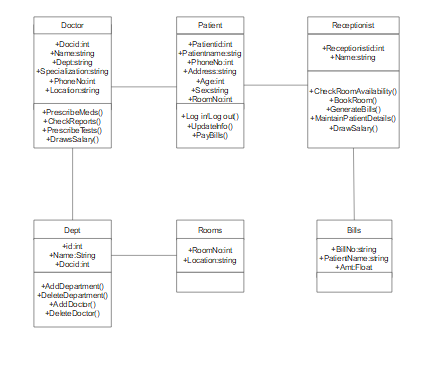 Doctor
+Docid:int
+Name:string
+Dept:string
+Specialization:string
+PhoneNo:int
+Location:string
+PrescribeMeds()
+CheckReports()
+PrescribeTests()
+DrawsSalary()
Patient
+Patientid:int
+Patientname:strig
+PhoneNo:int
+Address:string
+Age:int
+Sex:string
+RoomNo:int
+Log in/Log out()
+UpdateInfo()
+PayBills()
Receptionist
+Receptionistid:int
+Name:string
+CheckRoomAvailability()
+BookRoom()
+GenerateBills()
+MaintainPatientDetails()
+DrawSalary()
Dept
+id:int
+Name:String
+Docid:int
+AddDepartment()
+DeleteDepartment()
+AddDoctor()
+DeleteDoctor()
Rooms
+RoomNo:int
+Location:string
Bills
+BillNo:string
+PatientName:string
+Amt:Float